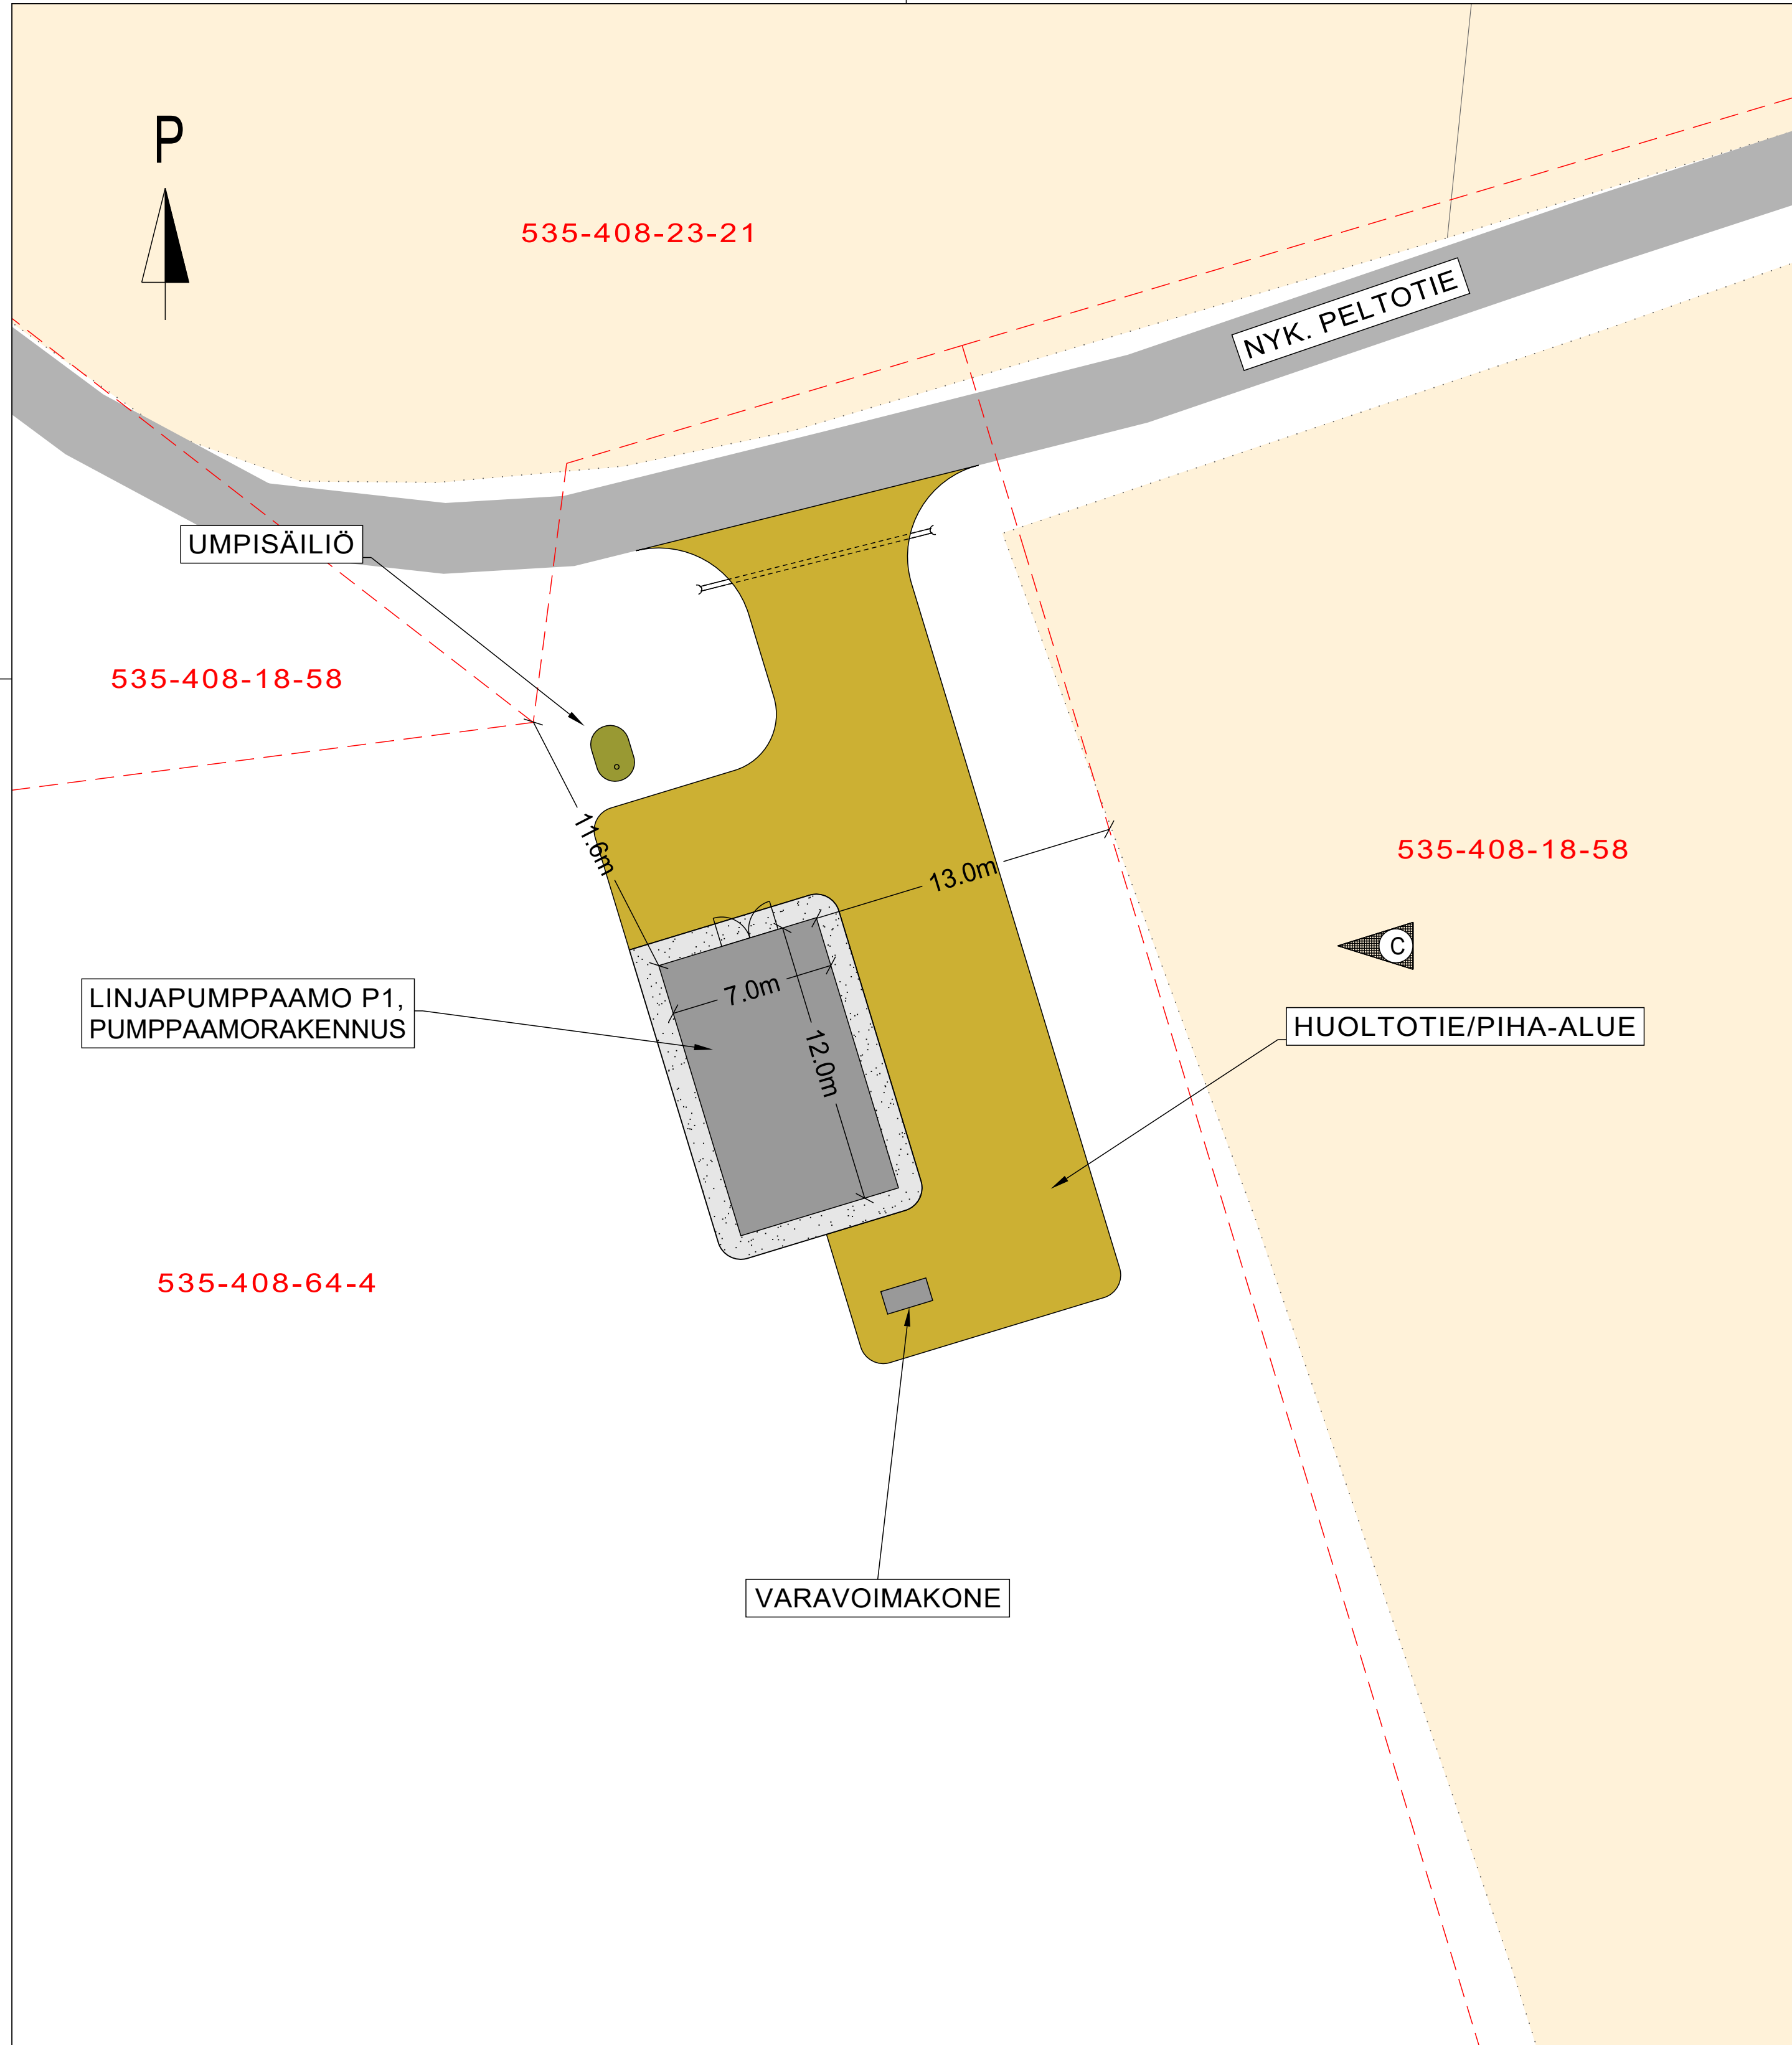 P
535-408-23-21
NYK. PELTOTIE
UMPISÄILIÖ
535-408-18-58
11.6m
13.0m
535-408-18-58
C
7.0m
LINJAPUMPPAAMO P1,
PUMPPAAMORAKENNUS
12.0m
HUOLTOTIE/PIHA-ALUE
535-408-64-4
VARAVOIMAKONE